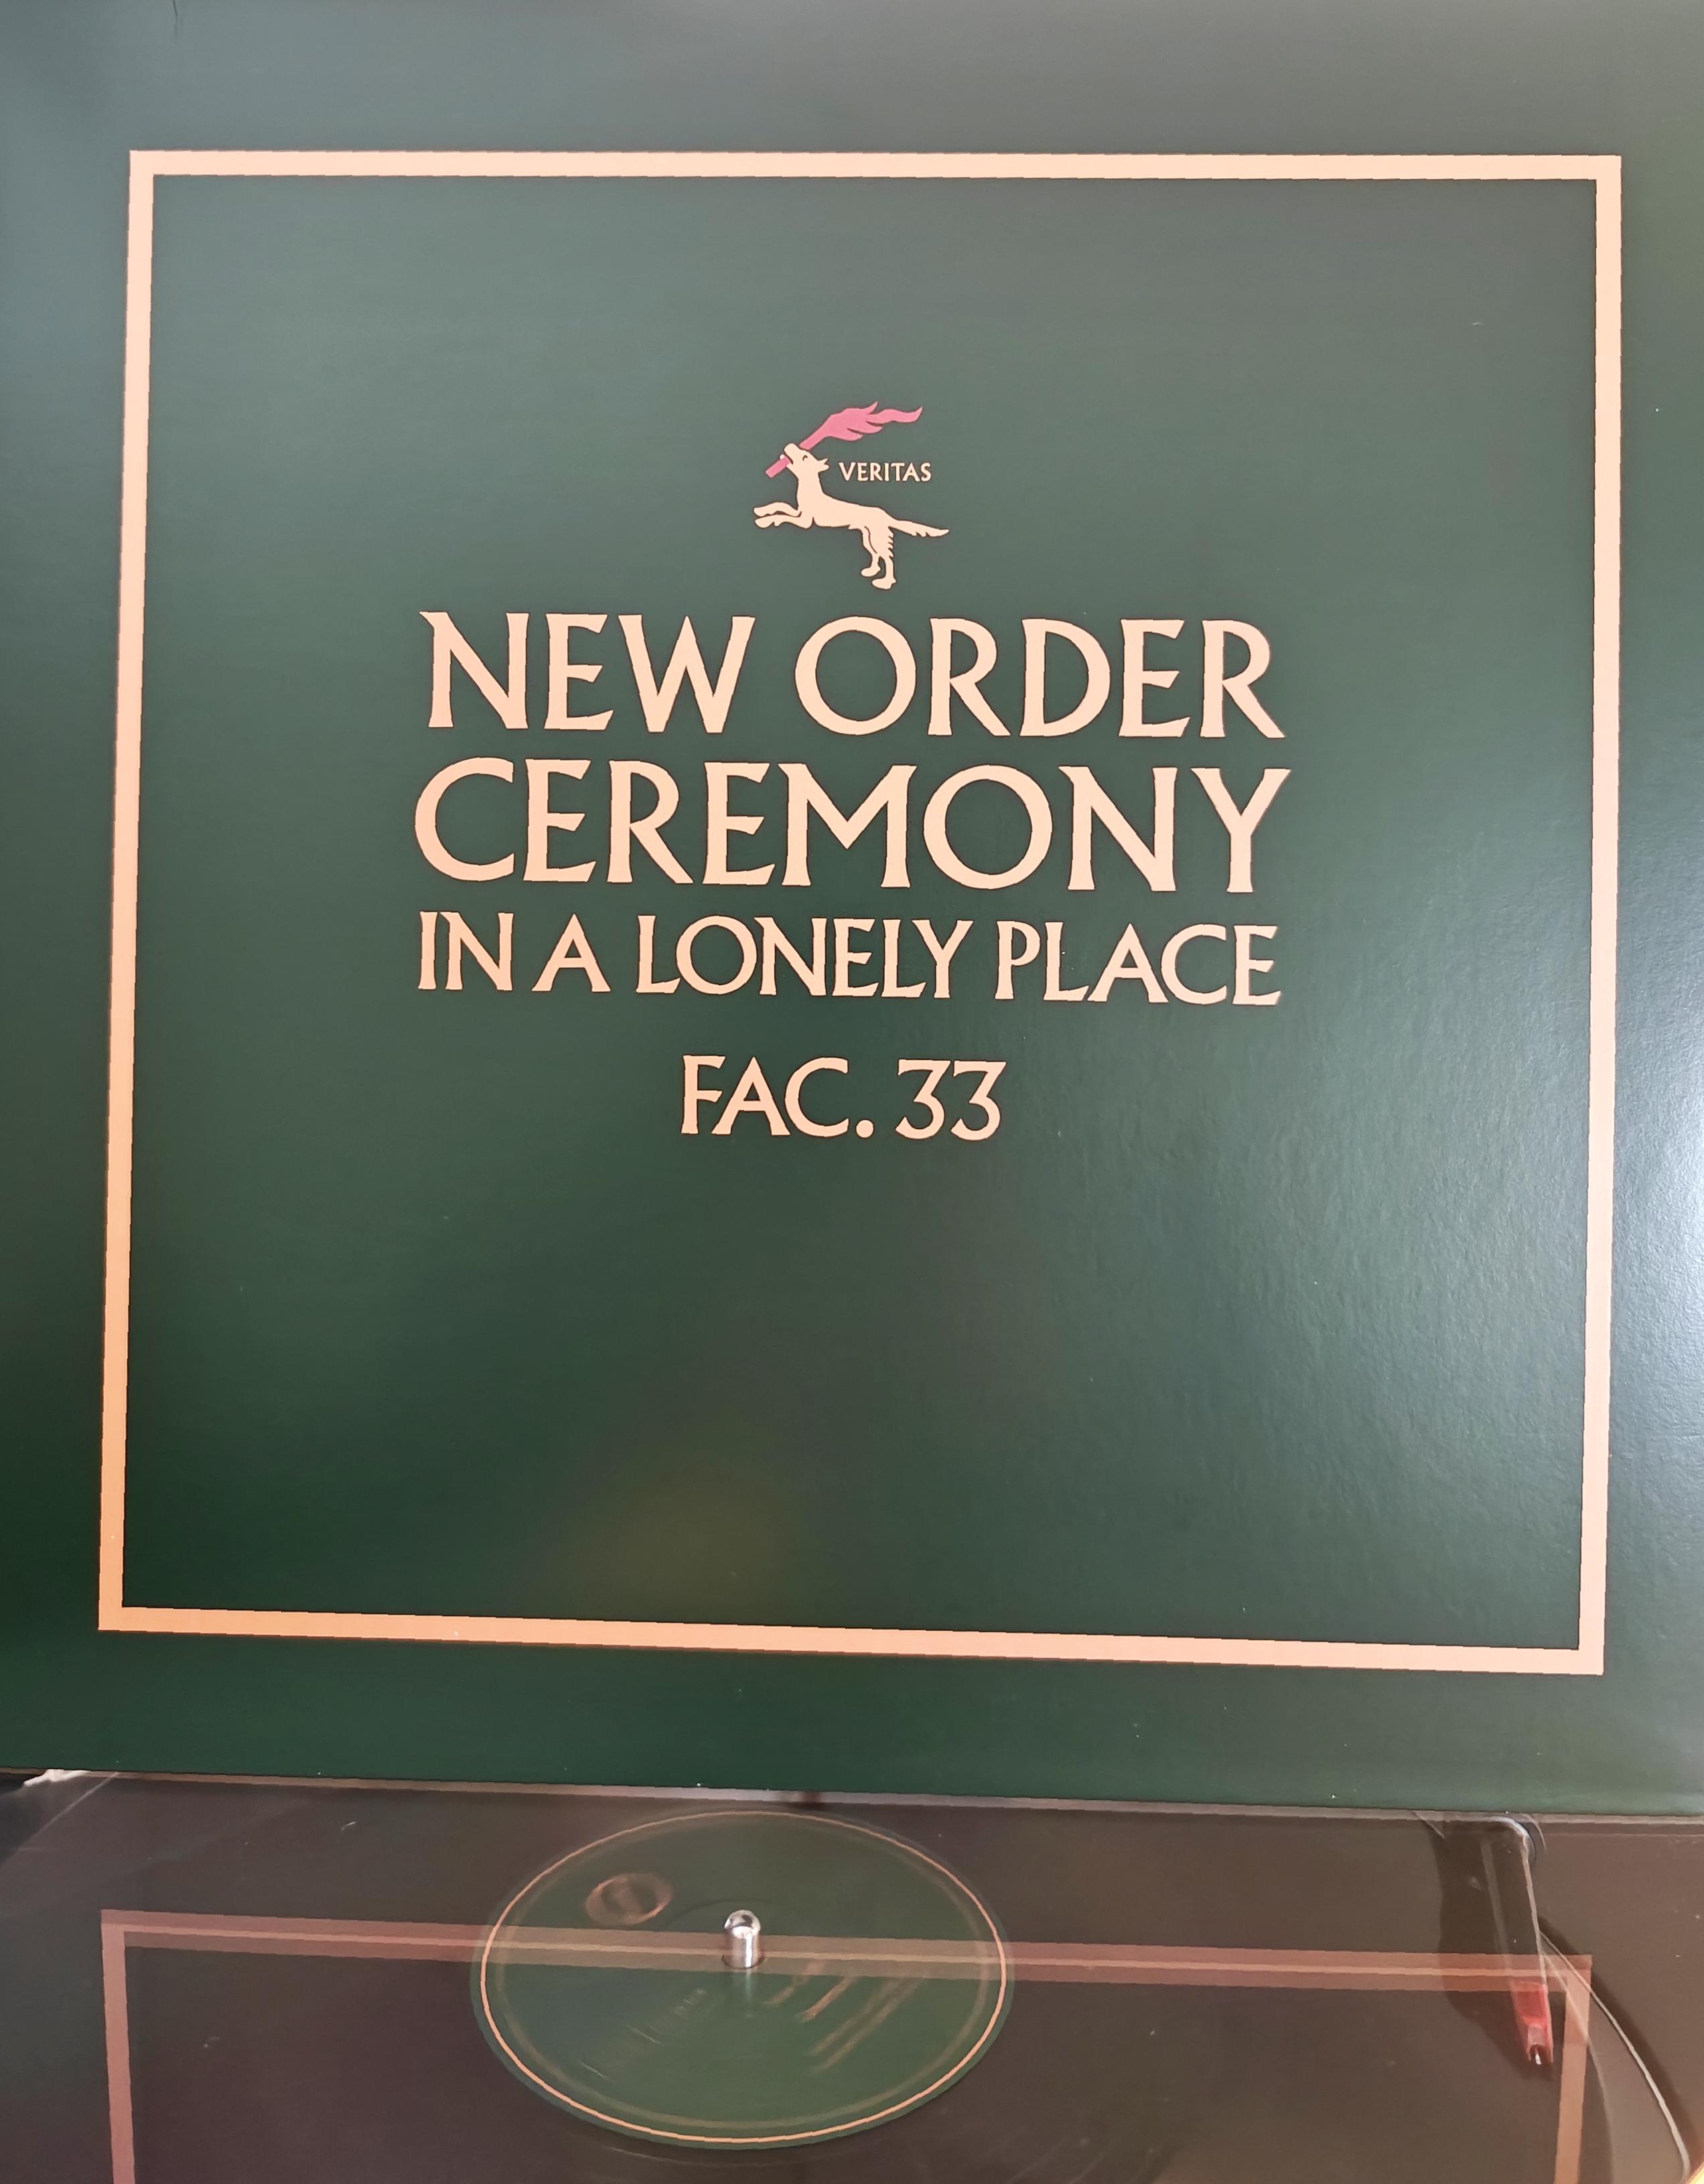 VERITAS
NEW ORDER
CEREMONY
IN A LONELY PLACE
FAC. 33